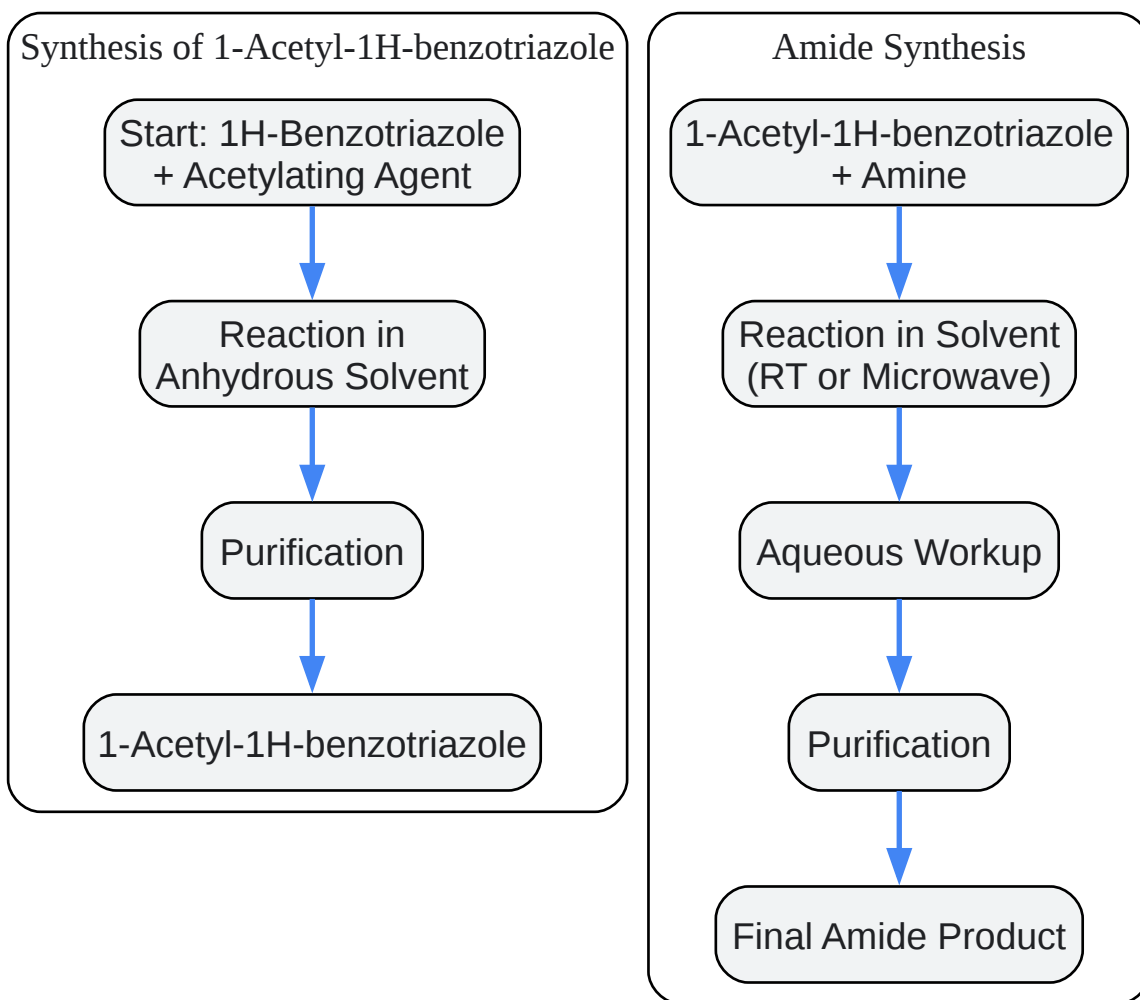 Synthesis of 1-Acetyl-1H-benzotriazole
Start: 1H-Benzotriazole
+ Acetylating Agent
Reaction in
Anhydrous Solvent
Purification
1-Acetyl-1H-benzotriazole
Amide Synthesis
1-Acetyl-1H-benzotriazole
+ Amine
Reaction in Solvent
(RT or Microwave)
Aqueous Workup
Purification
Final Amide Product